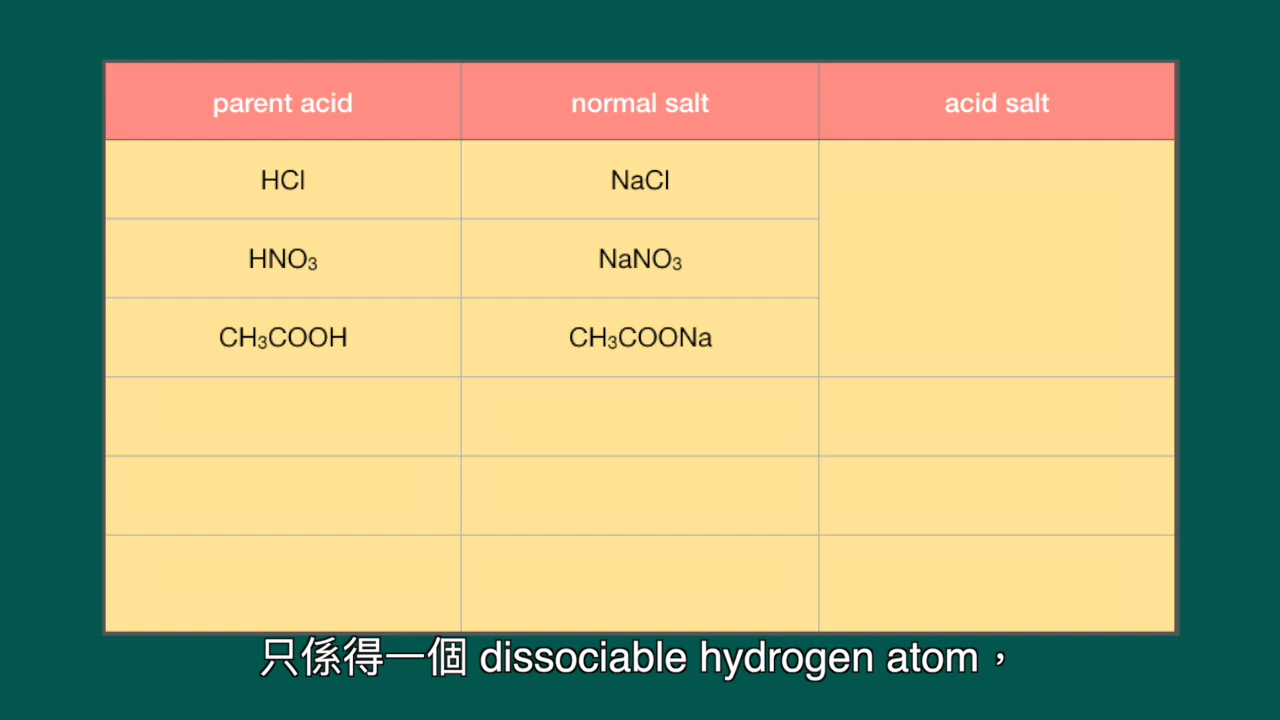 parent acid normal salt acid salt
HCl NaCl
HNO₃ NaNO₃
CH₃COOH CH₃COONa
只係得一個 dissociable hydrogen atom，